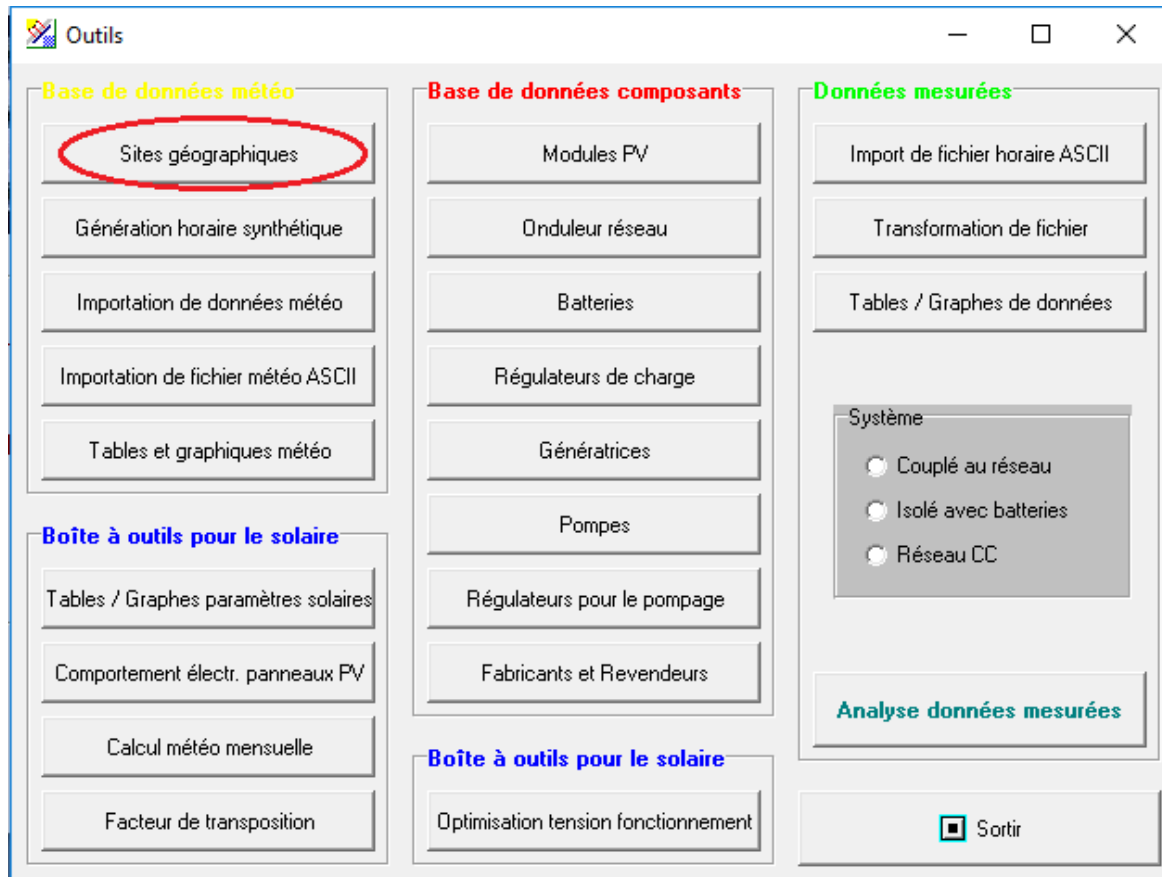 Outils
Base de données météo
Sites géographiques
Génération horaire synthétique
Importation de données météo
Importation de fichier météo ASCII
Tables et graphiques météo
Boîte à outils pour le solaire
Tables / Graphes paramètres solaires
Comportement électr. panneaux PV
Calcul météo mensuelle
Facteur de transposition
Base de données composants
Modules PV
Onduleur réseau
Batteries
Régulateurs de charge
Génératrices
Pompes
Régulateurs pour le pompage
Fabricants et Revendeurs
Boîte à outils pour le solaire
Optimisation tension fonctionnement
Données mesurées
Import de fichier horaire ASCII
Transformation de fichier
Tables / Graphes de données
Système
Couplé au réseau
Isolé avec batteries
Réseau CC
Analyse données mesurées
Sortir